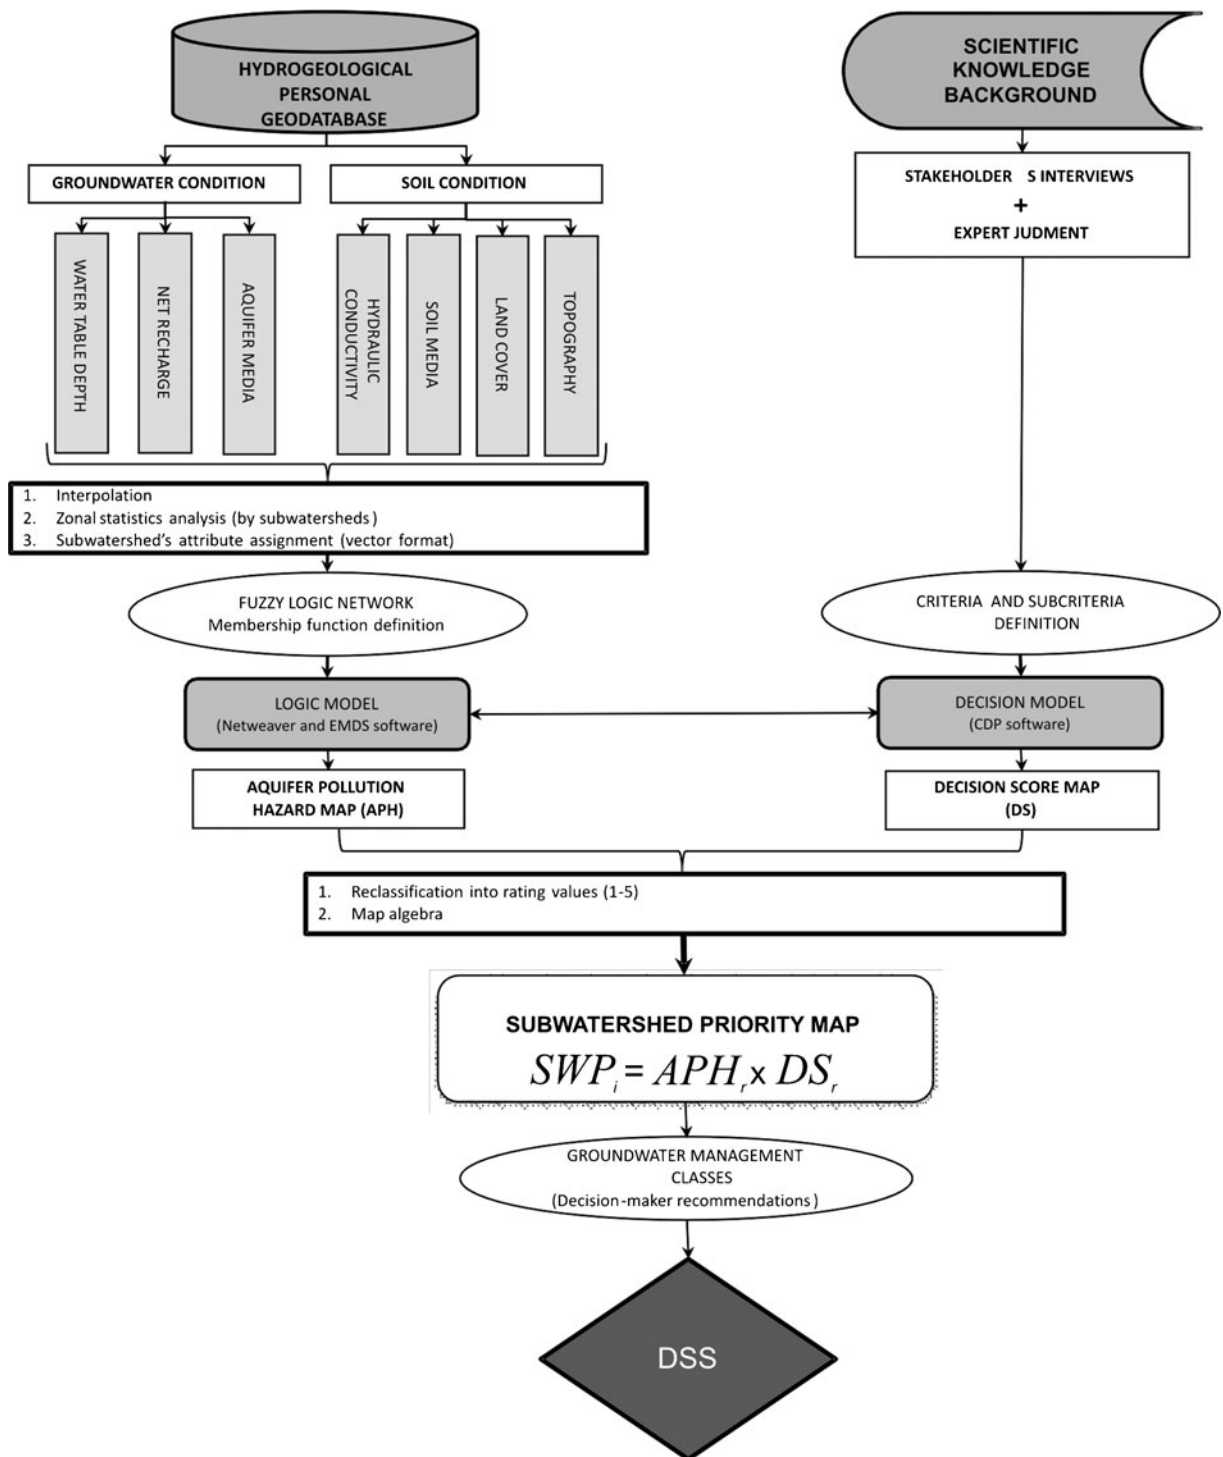 HYDROGEOLOGICAL
PERSONAL
GEODATABASE
SCIENTIFIC
KNOWLEDGE
BACKGROUND
GROUNDWATER CONDITION
SOIL CONDITION
STAKEHOLDER S INTERVIEWS
+
EXPERT JUDMENT
WATER TABLE DEPTH
NET RECHARGE
AQUIFER MEDIA
HYDRAULIC
CONDUCTIVITY
SOIL MEDIA
LAND COVER
TOPOGRAPHY
1. Interpolation
2. Zonal statistics analysis (by subwatersheds)
3. Subwatershed's attribute assignment (vector format)
FUZZY LOGIC NETWORK
Membership function definition
CRITERIA AND SUBCRITERIA
DEFINITION
LOGIC MODEL
(Netweaver and EMDS software)
DECISION MODEL
(CDP software)
AQUIFER POLLUTION
HAZARD MAP (APH)
DECISION SCORE MAP
(DS)
1. Reclassification into rating values (1-5)
2. Map algebra
SUBWATERSHED PRIORITY MAP
SWP_i = APH_r x DS_r
GROUNDWATER MANAGEMENT
CLASSES
(Decision-maker recommendations)
DSS